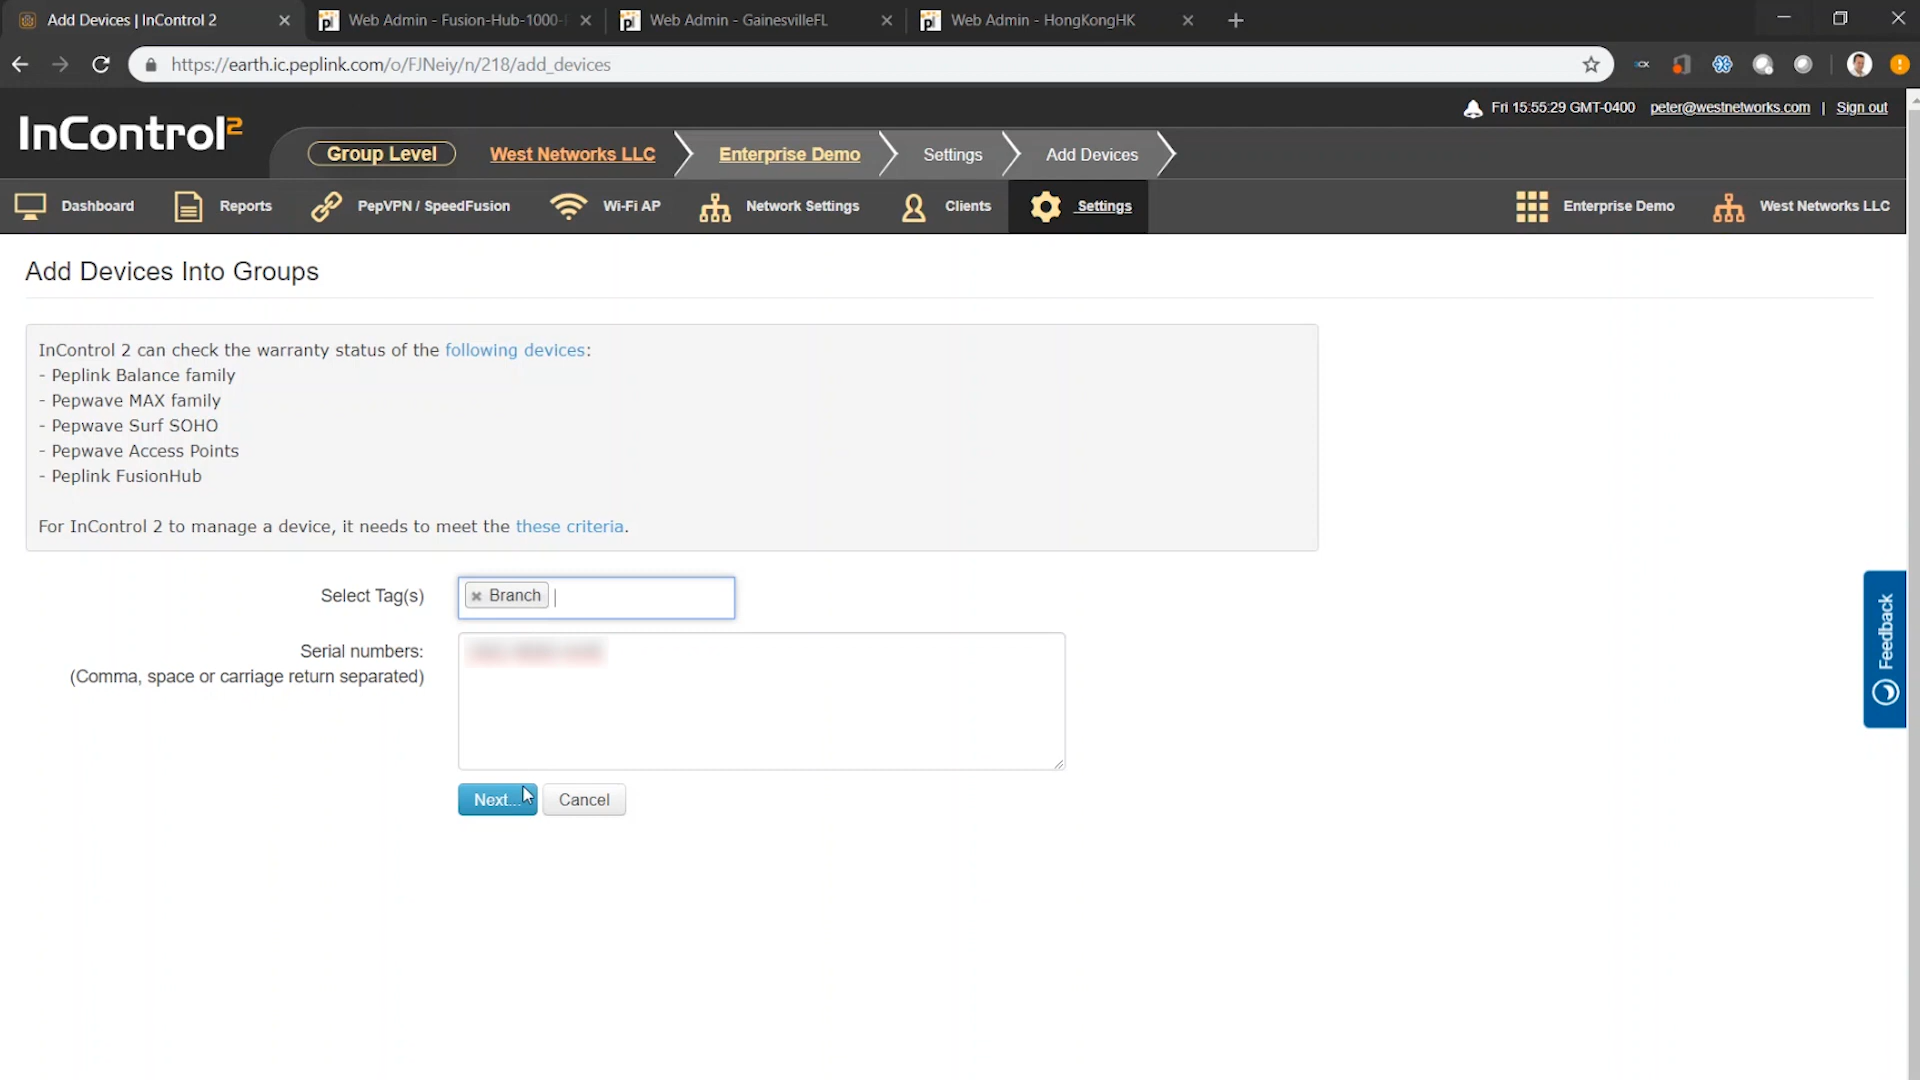 Add Devices | InControl 2
Web Admin - Fusion-Hub-1000-
Web Admin - GainesvilleFL
Web Admin - HongKongHK
https://earth.ic.peplink.com/o/FJNeiy/n/218/add_devices
Fri 15:55:29 GMT-0400 peter@westnetworks.com | Sign out
InControl2
Group Level West Networks LLC Enterprise Demo Settings Add Devices
Dashboard Reports PepVPN / SpeedFusion Wi-Fi AP Network Settings Clients Settings Enterprise Demo West Networks LLC
Add Devices Into Groups
InControl 2 can check the warranty status of the following devices:
- Peplink Balance family
- Pepwave MAX family
- Pepwave Surf SOHO
- Pepwave Access Points
- Peplink FusionHub
For InControl 2 to manage a device, it needs to meet the these criteria.
Select Tag(s) Branch
Serial numbers:
(Comma, space or carriage return separated)
Next... Cancel
Feedback